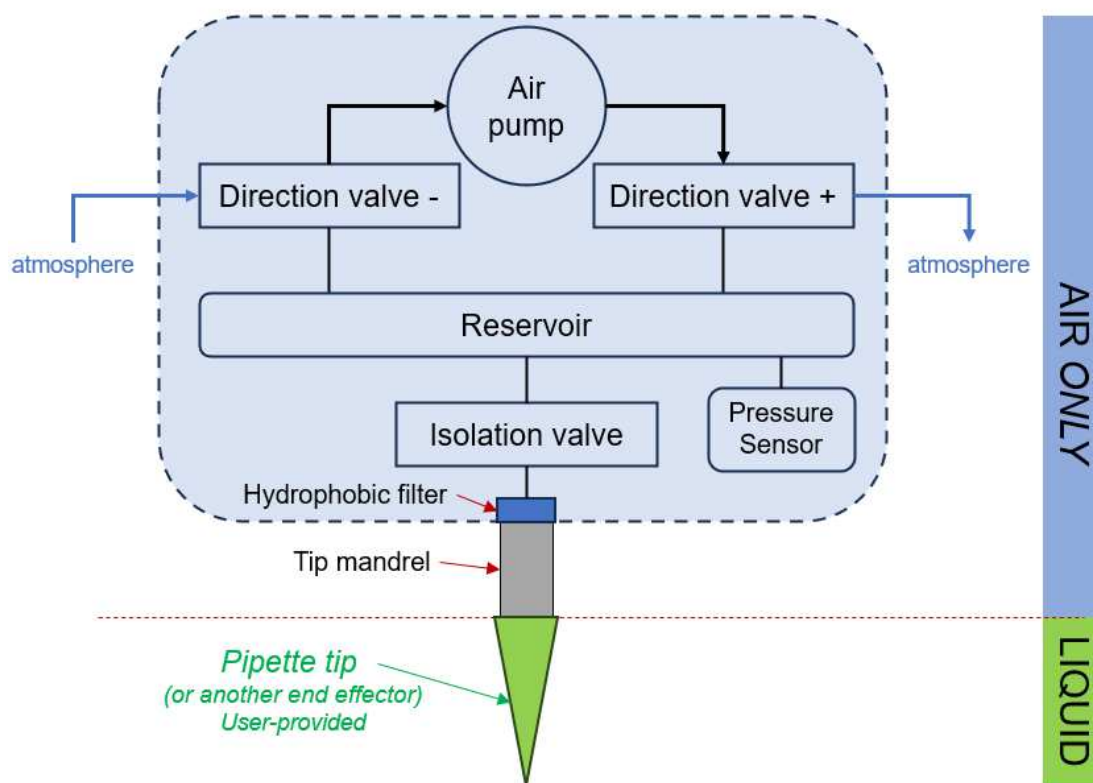 Air
pump
Direction valve -
Direction valve +
atmosphere
atmosphere
Reservoir
Isolation valve
Pressure
Sensor
Hydrophobic filter
Tip mandrel
Pipette tip
(or another end effector)
User-provided
AIR ONLY
LIQUID